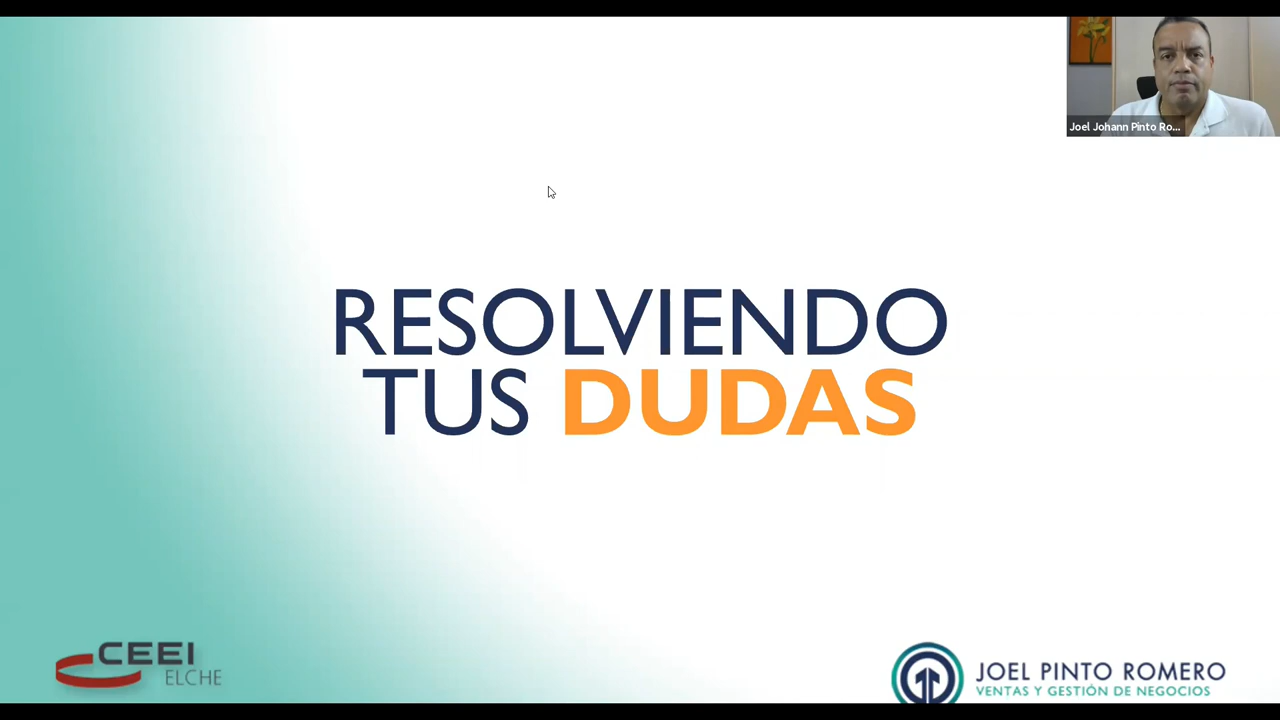 Joel Johann Pinto Ro...
RESOLVIENDO
TUS DUDAS
CEEI
ELCHE
JOEL PINTO ROMERO
VENTAS Y GESTIÓN DE NEGOCIOS